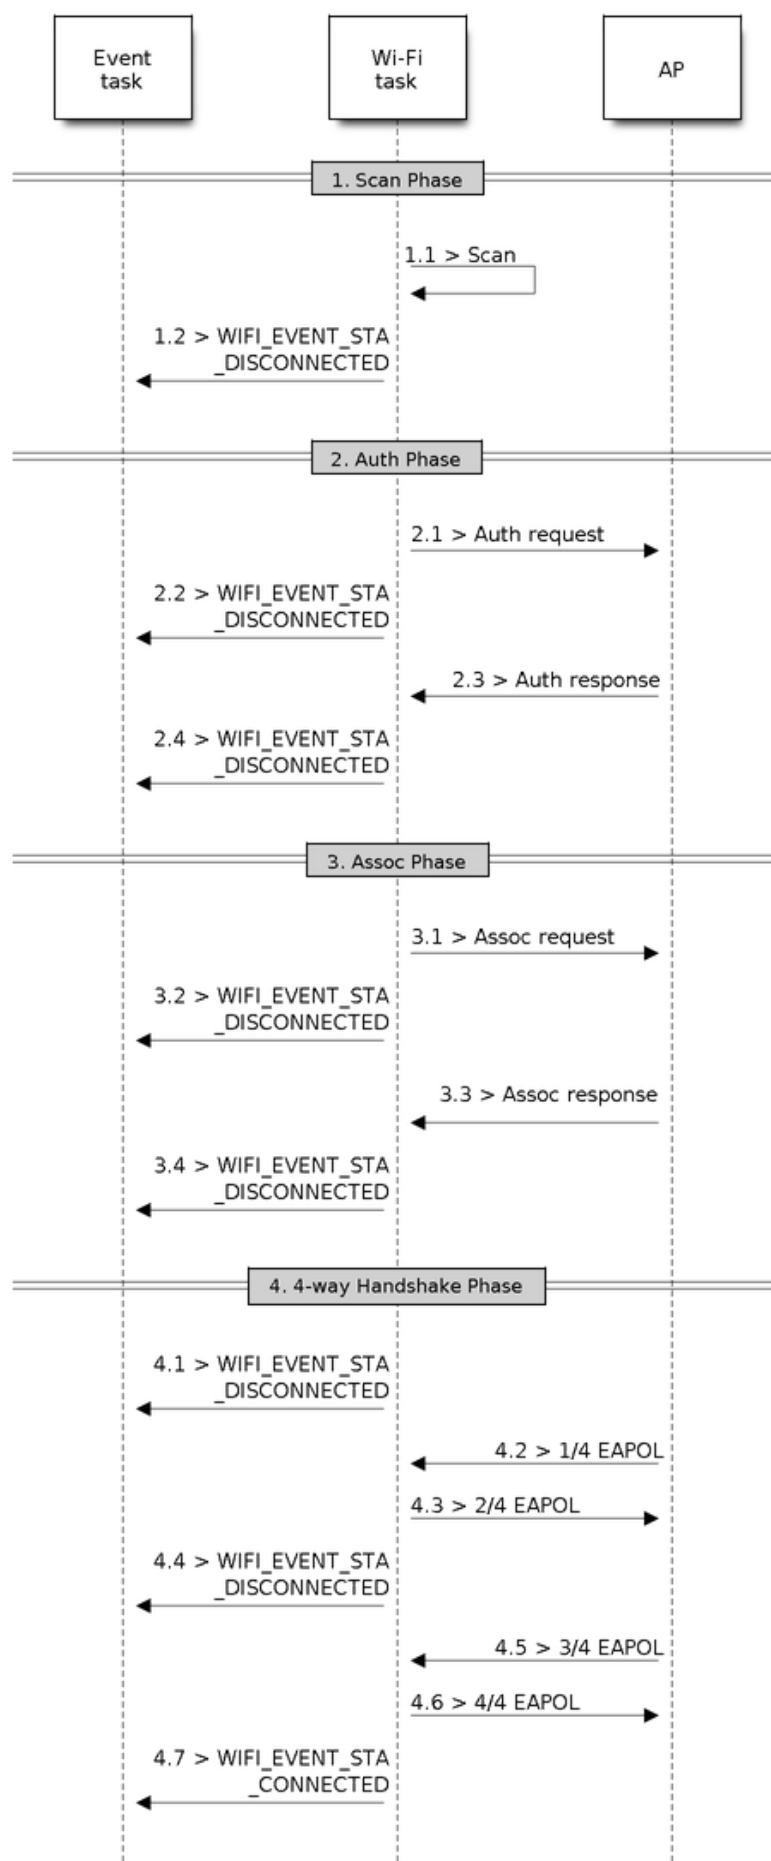 Event
task
Wi-Fi
task
AP
1. Scan Phase
1.1 > Scan
1.2 > WIFI_EVENT_STA
_DISCONNECTED
2. Auth Phase
2.1 > Auth request
2.2 > WIFI_EVENT_STA
_DISCONNECTED
2.3 > Auth response
2.4 > WIFI_EVENT_STA
_DISCONNECTED
3. Assoc Phase
3.1 > Assoc request
3.2 > WIFI_EVENT_STA
_DISCONNECTED
3.3 > Assoc response
3.4 > WIFI_EVENT_STA
_DISCONNECTED
4. 4-way Handshake Phase
4.1 > WIFI_EVENT_STA
_DISCONNECTED
4.2 > 1/4 EAPOL
4.3 > 2/4 EAPOL
4.4 > WIFI_EVENT_STA
_DISCONNECTED
4.5 > 3/4 EAPOL
4.6 > 4/4 EAPOL
4.7 > WIFI_EVENT_STA
_CONNECTED